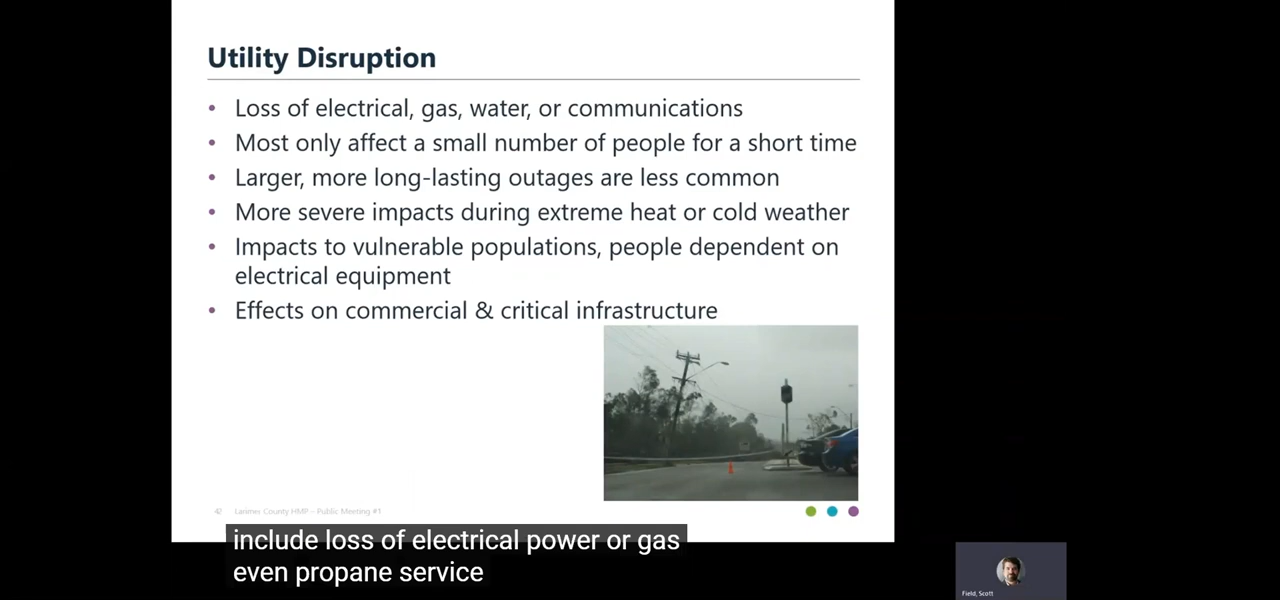 Utility Disruption
• Loss of electrical, gas, water, or communications
• Most only affect a small number of people for a short time
• Larger, more long-lasting outages are less common
• More severe impacts during extreme heat or cold weather
• Impacts to vulnerable populations, people dependent on
electrical equipment
• Effects on commercial & critical infrastructure
42 Larimer County HMP – Public Meeting #1
include loss of electrical power or gas
even propane service
Field, Scott